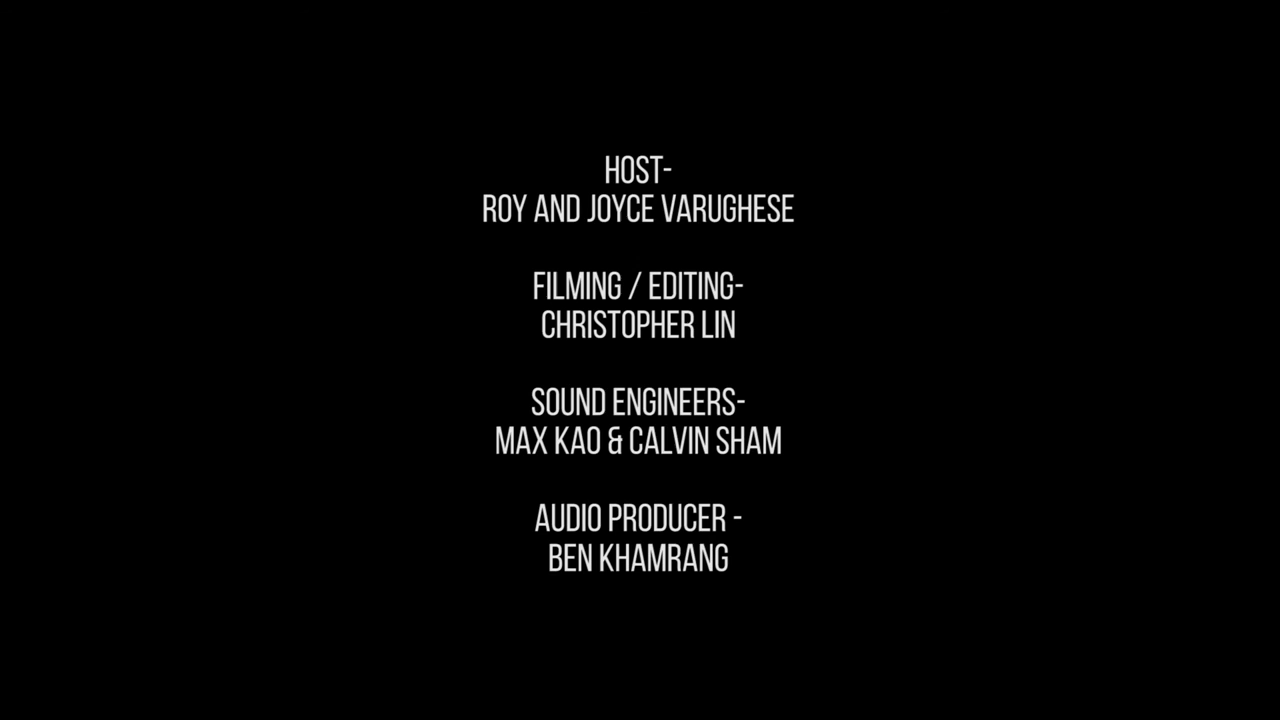 HOST-
ROY AND JOYCE VARUGHESE
FILMING / EDITING-
CHRISTOPHER LIN
SOUND ENGINEERS-
MAX KAO & CALVIN SHAM
AUDIO PRODUCER -
BEN KHAMRANG